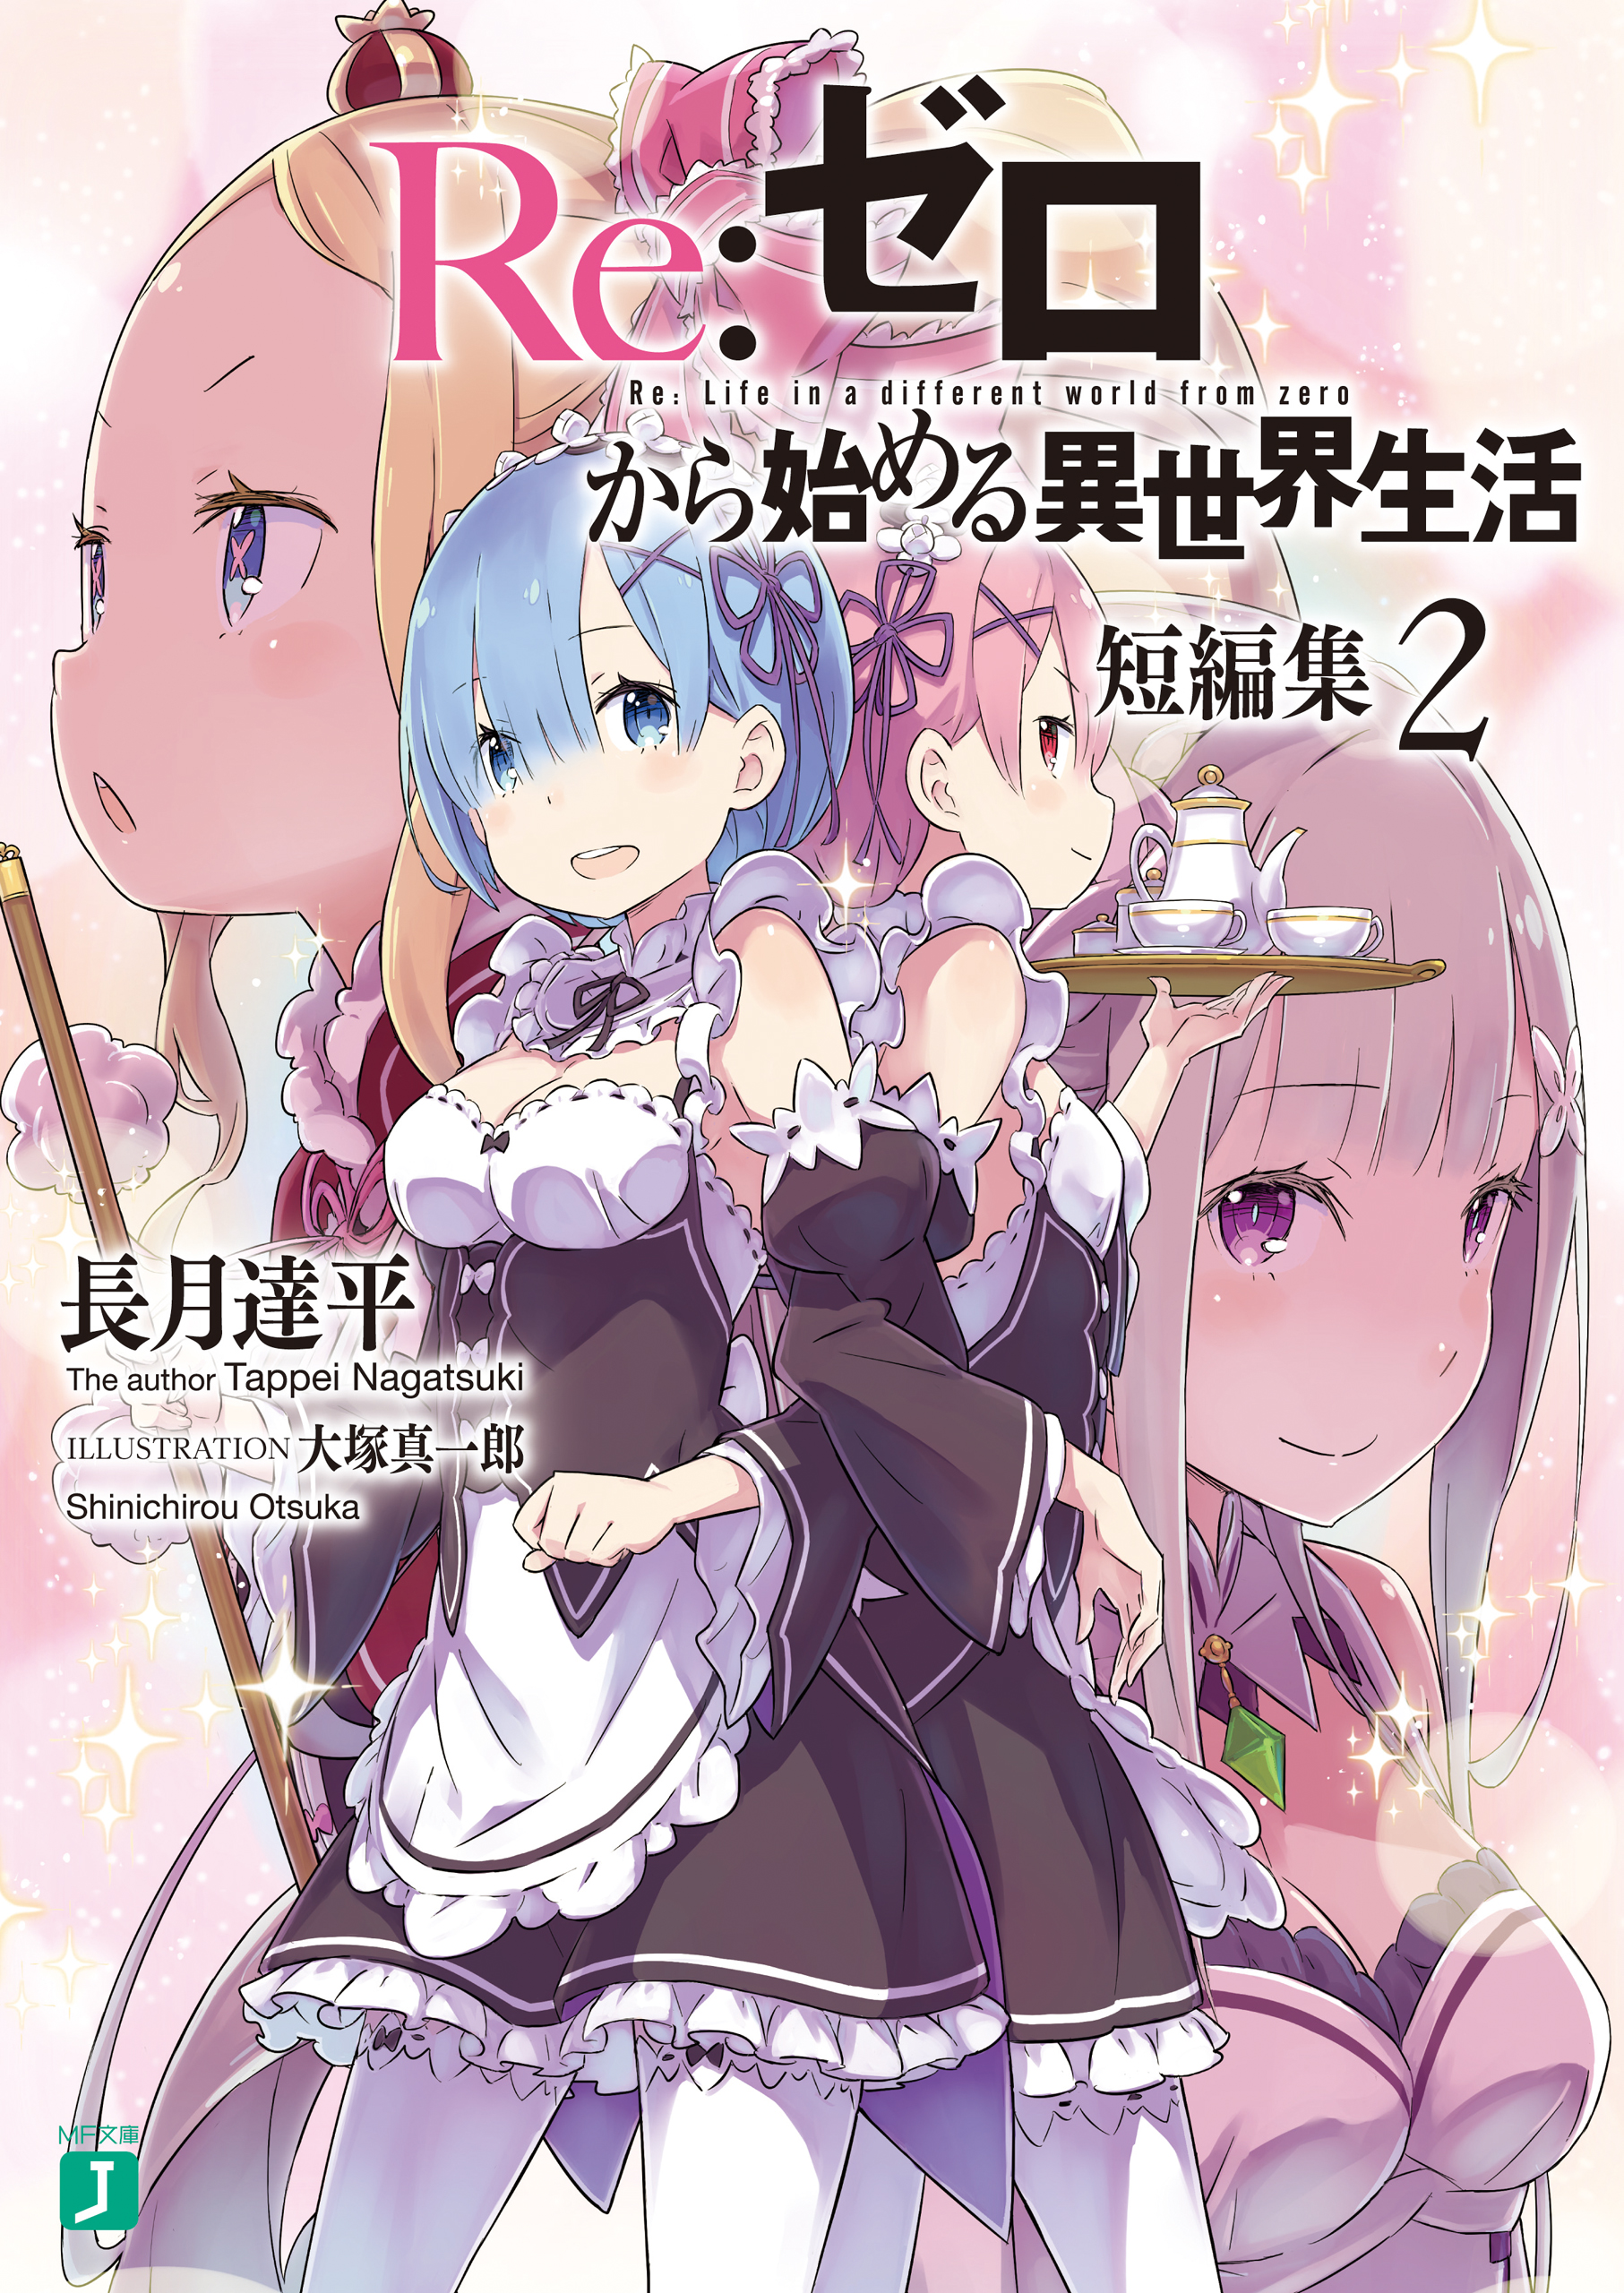 Re:ゼロ
Re: Life in a different world from zero
から始める異世界生活
短編集 2
長月達平
The author Tappei Nagatsuki
ILLUSTRATION 大塚真一郎
Shinichirou Otsuka
MF文庫
J